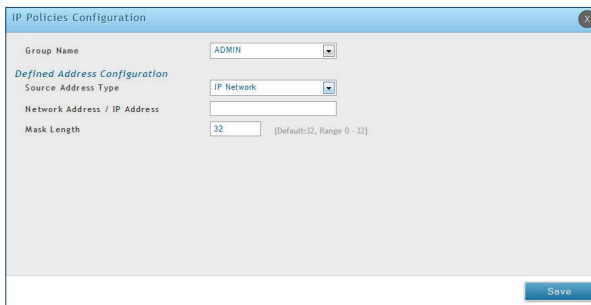 IP Policies Configuration
X
Group Name ADMIN
Defined Address Configuration
Source Address Type IP Network
Network Address / IP Address
Mask Length 32 [Default:32, Range 0 - 32]
Save